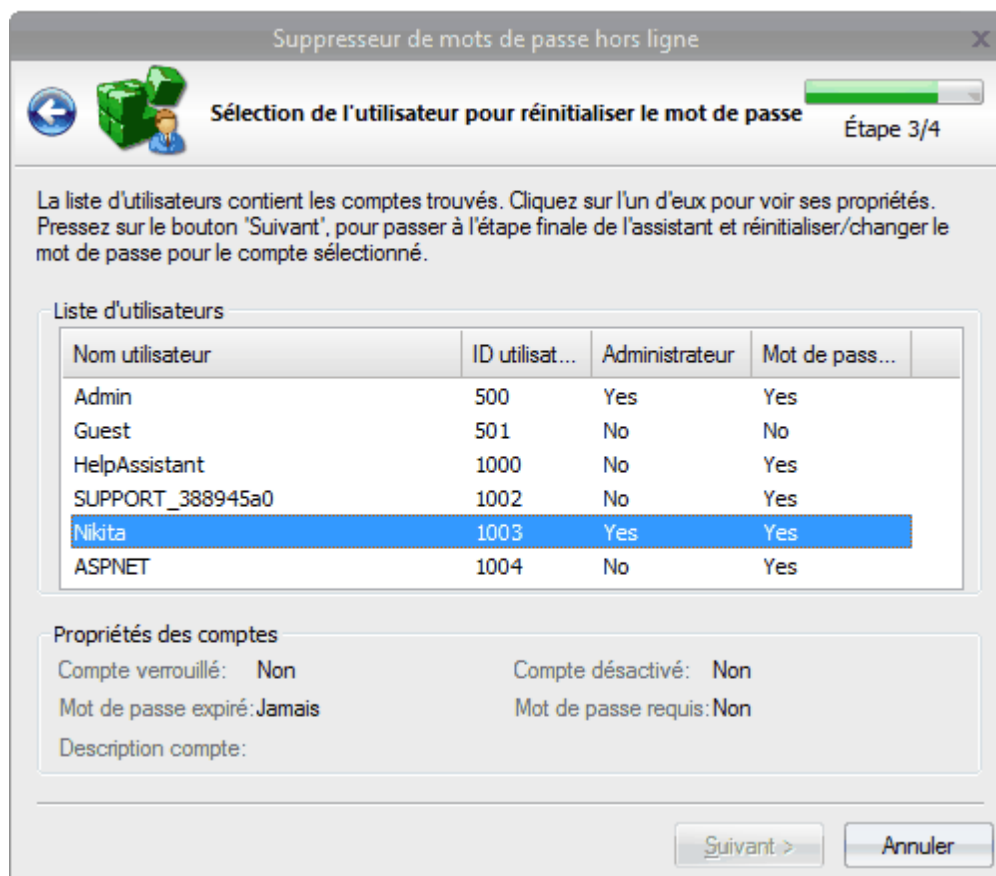 Suppresseur de mots de passe hors ligne
Sélection de l'utilisateur pour réinitialiser le mot de passe
Étape 3/4
La liste d'utilisateurs contient les comptes trouvés. Cliquez sur l'un d'eux pour voir ses propriétés.
Pressez sur le bouton "Suivant", pour passer à l'étape finale de l'assistant et réinitialiser/changer le
mot de passe pour le compte sélectionné.
Liste d'utilisateurs
Nom utilisateur ID utilisat... Administrateur Mot de pass...
Admin 500 Yes Yes
Guest 501 No No
HelpAssistant 1000 No Yes
SUPPORT_388945a0 1002 No Yes
Nikita 1003 Yes Yes
ASPNET 1004 No Yes
Propriétés des comptes
Compte verrouillé: Non Compte désactivé: Non
Mot de passe expiré: Jamais Mot de passe requis: Non
Description compte:
Suivant > Annuler